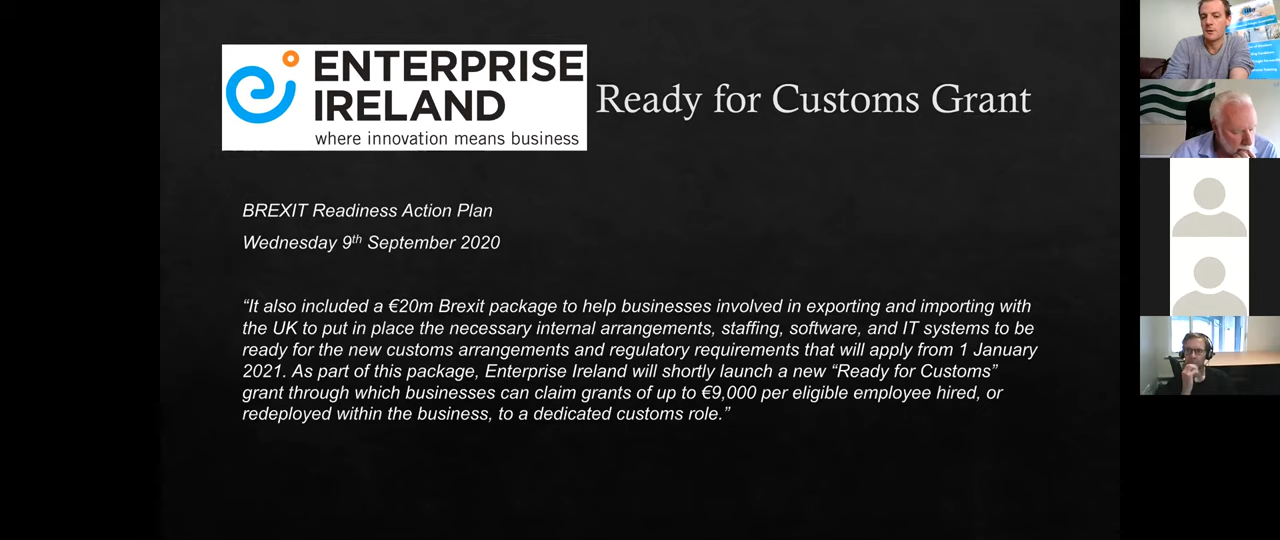 ENTERPRISE
IRELAND
where innovation means business
Ready for Customs Grant
BREXIT Readiness Action Plan
Wednesday 9th September 2020
“It also included a €20m Brexit package to help businesses involved in exporting and importing with
the UK to put in place the necessary internal arrangements, staffing, software, and IT systems to be
ready for the new customs arrangements and regulatory requirements that will apply from 1 January
2021. As part of this package, Enterprise Ireland will shortly launch a new “Ready for Customs”
grant through which businesses can claim grants of up to €9,000 per eligible employee hired, or
redeployed within the business, to a dedicated customs role.”